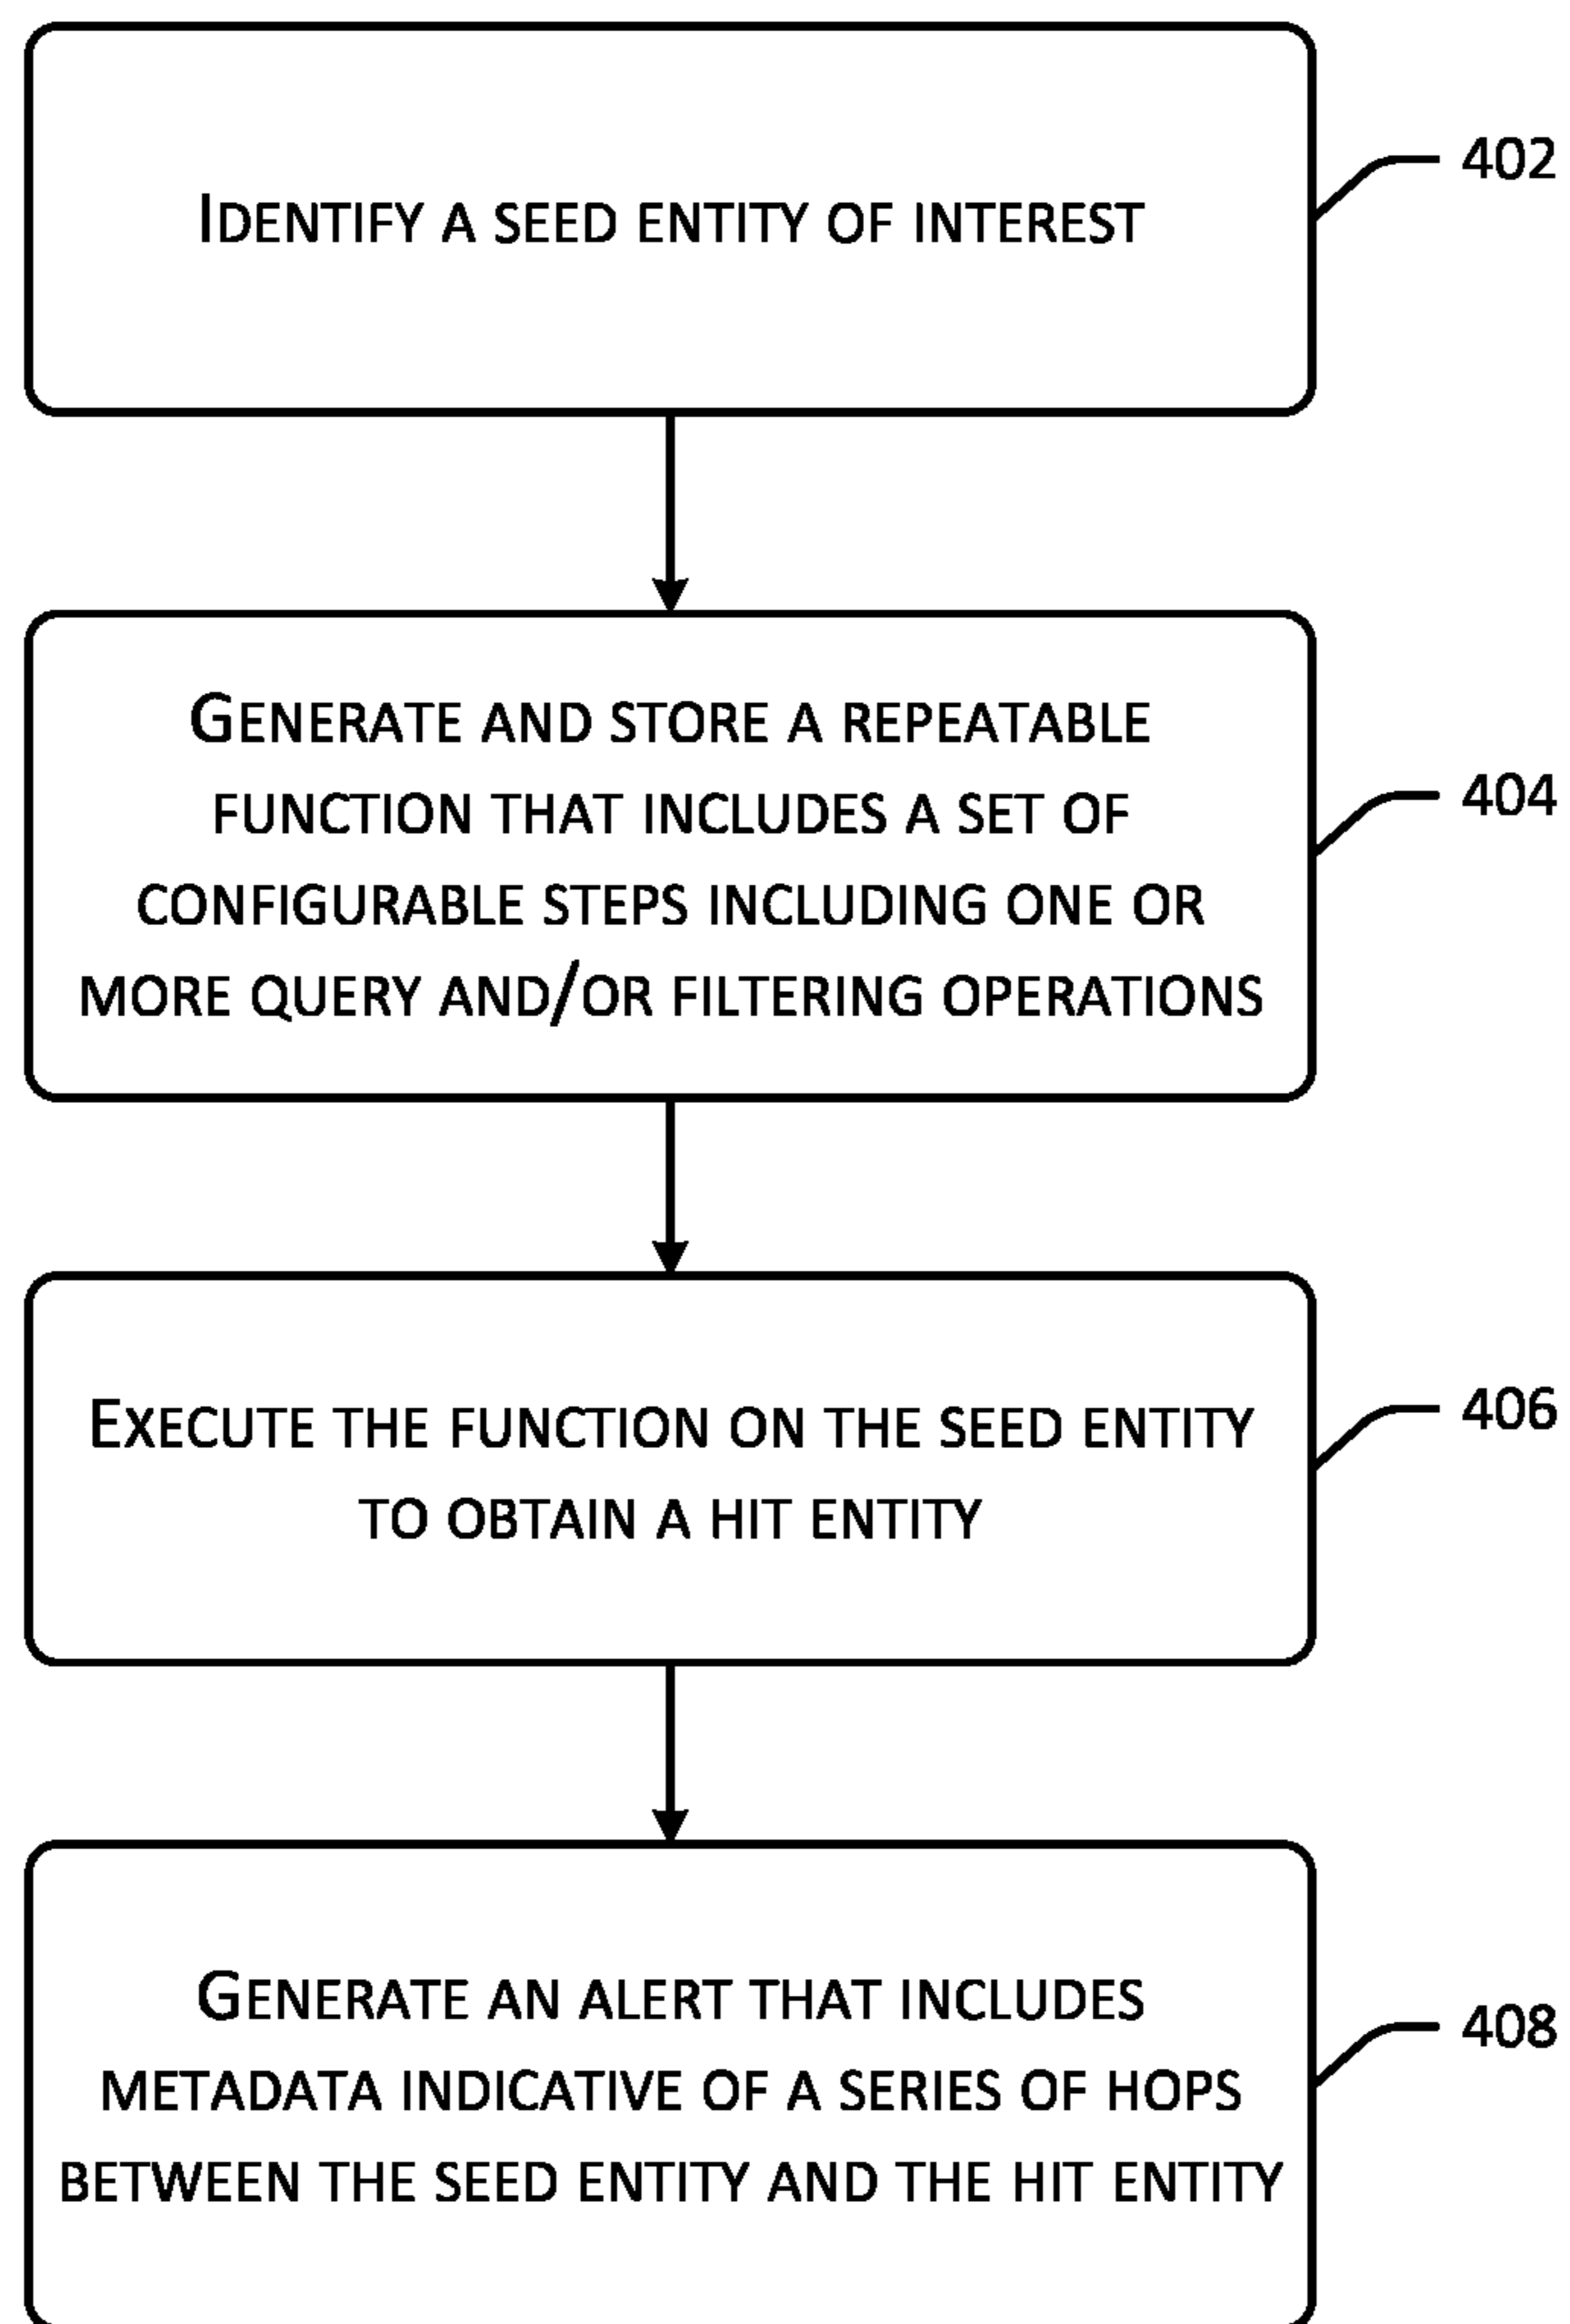 IDENTIFY A SEED ENTITY OF INTEREST
402
GENERATE AND STORE A REPEATABLE
FUNCTION THAT INCLUDES A SET OF
CONFIGURABLE STEPS INCLUDING ONE OR
MORE QUERY AND/OR FILTERING OPERATIONS
404
EXECUTE THE FUNCTION ON THE SEED ENTITY
TO OBTAIN A HIT ENTITY
406
GENERATE AN ALERT THAT INCLUDES
METADATA INDICATIVE OF A SERIES OF HOPS
BETWEEN THE SEED ENTITY AND THE HIT ENTITY
408